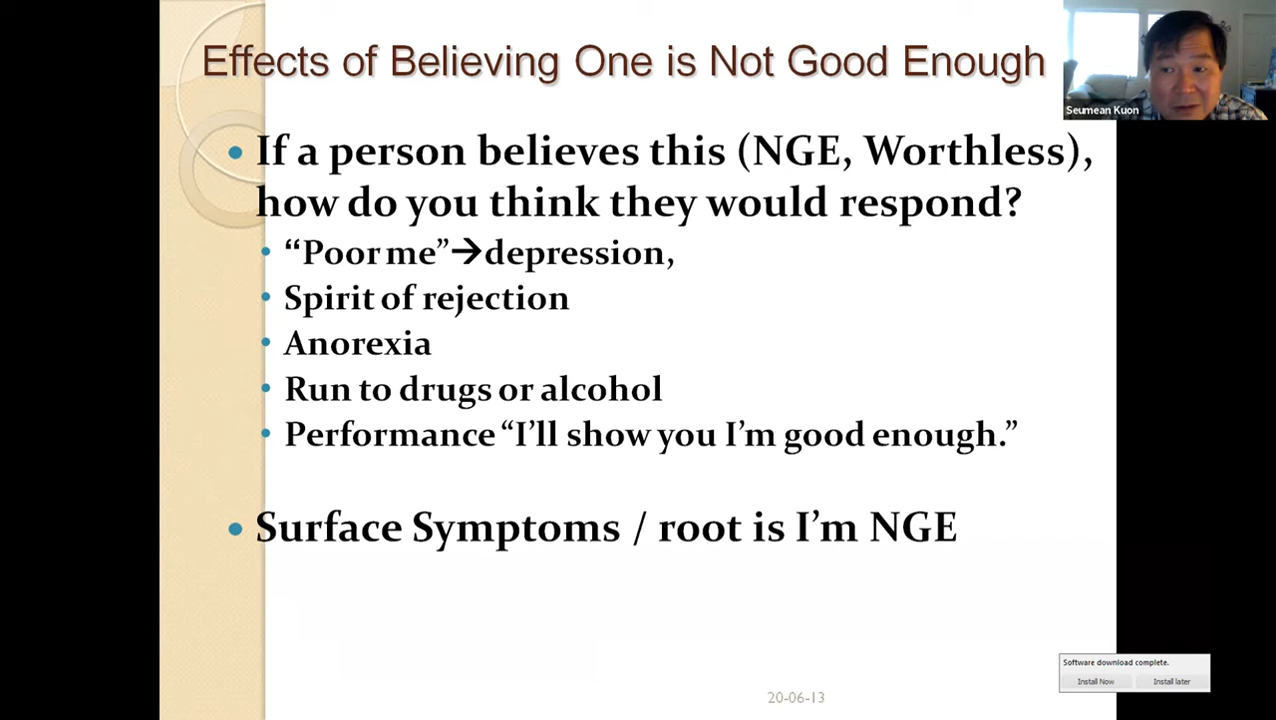 Effects of Believing One is Not Good Enough
Seumean Kuon
• If a person believes this (NGE, Worthless),
how do you think they would respond?
• “Poor me”→depression,
• Spirit of rejection
• Anorexia
• Run to drugs or alcohol
• Performance “I’ll show you I’m good enough.”
• Surface Symptoms / root is I’m NGE
Software download complete.
Install Now Install later
20-06-13